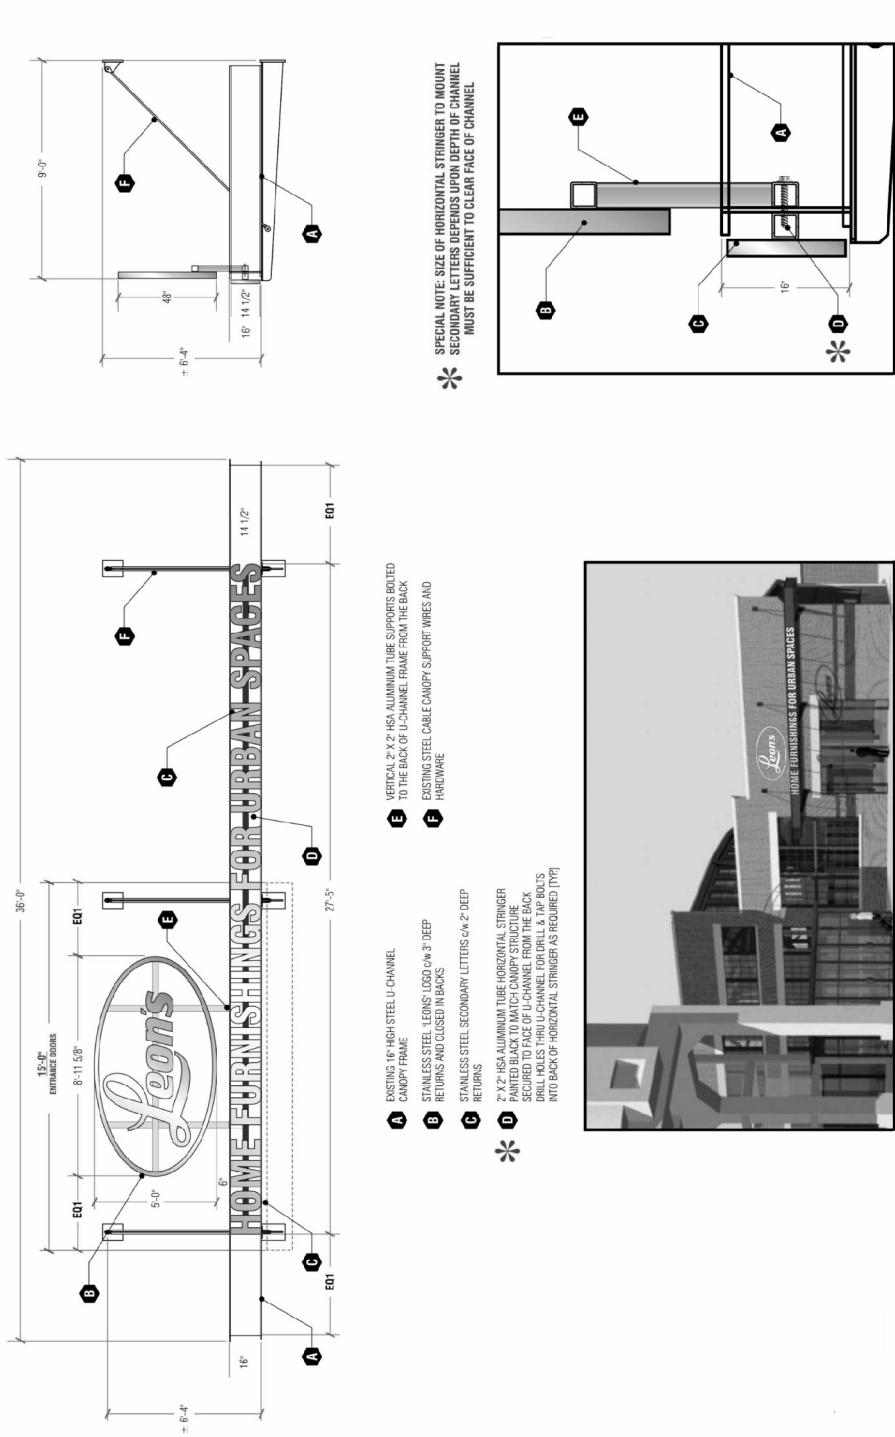 36'-0"
15'-0"
ENTRANCE DOORS
EQ1
8'-11 5/8"
EQ1
± 6'-4"
16"
5'-0"
6"
B
E
C
F
Leon's
HOME FURNISHINGS FOR URBAN SPACES
14 1/2"
A
C
D
EQ1
27'-5"
EQ1
9'-0"
F
± 6'-4"
48"
16" 14 1/2"
A
A EXISTING 16" HIGH STEEL U-CHANNEL
CANOPY FRAME
B STAINLESS STEEL 'LEONS' LOGO c/w 3" DEEP
RETURNS AND CLOSED IN BACKS
C STAINLESS STEEL SECONDARY LETTERS c/w 2" DEEP
RETURNS
* D 2" X 2" HSA ALUMINUM TUBE HORIZONTAL STRINGER
PAINTED BLACK TO MATCH CANOPY STRUCTURE
SECURED TO FACE OF U-CHANNEL FROM THE BACK
DRILL HOLES THRU U-CHANNEL FOR DRILL & TAP BOLTS
INTO BACK OF HORIZONTAL STRINGER AS REQUIRED [TYP]
E VERTICAL 2" X 2" HSA ALUMINUM TUBE SUPPORTS BOLTED
TO THE BACK OF U-CHANNEL FRAME FROM THE BACK
F EXISTING STEEL CABLE CANOPY SUPPORT WIRES AND
HARDWARE
* SPECIAL NOTE: SIZE OF HORIZONTAL STRINGER TO MOUNT
SECONDARY LETTERS DEPENDS UPON DEPTH OF CHANNEL
MUST BE SUFFICIENT TO CLEAR FACE OF CHANNEL
Leon's
HOME FURNISHINGS FOR URBAN SPACES
Leon's
B
E
C
16"
A
* D